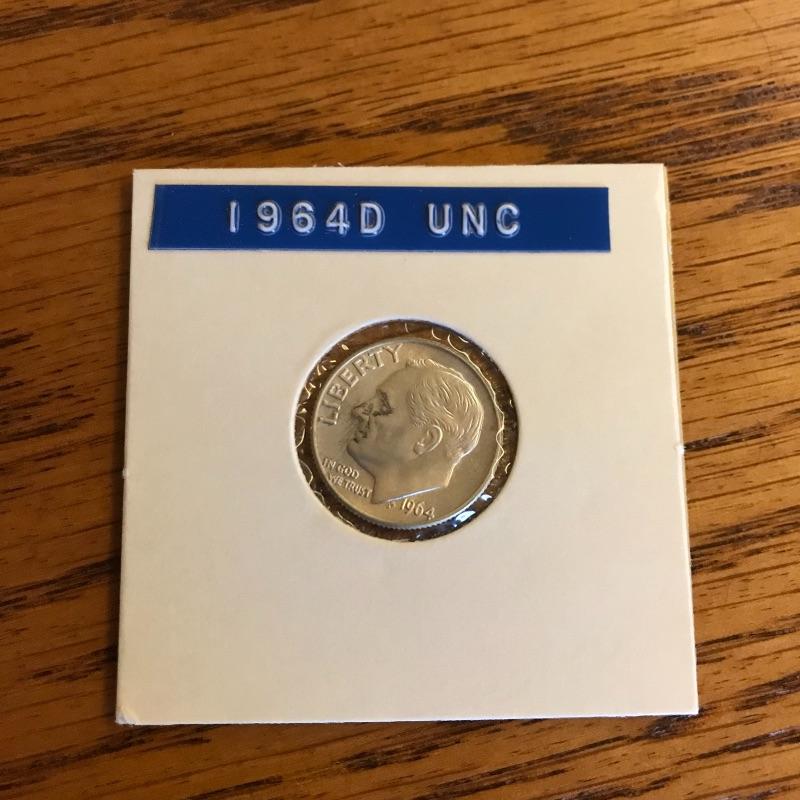 1964D UNC
LIBERTY
IN GOD
WE TRUST
1964